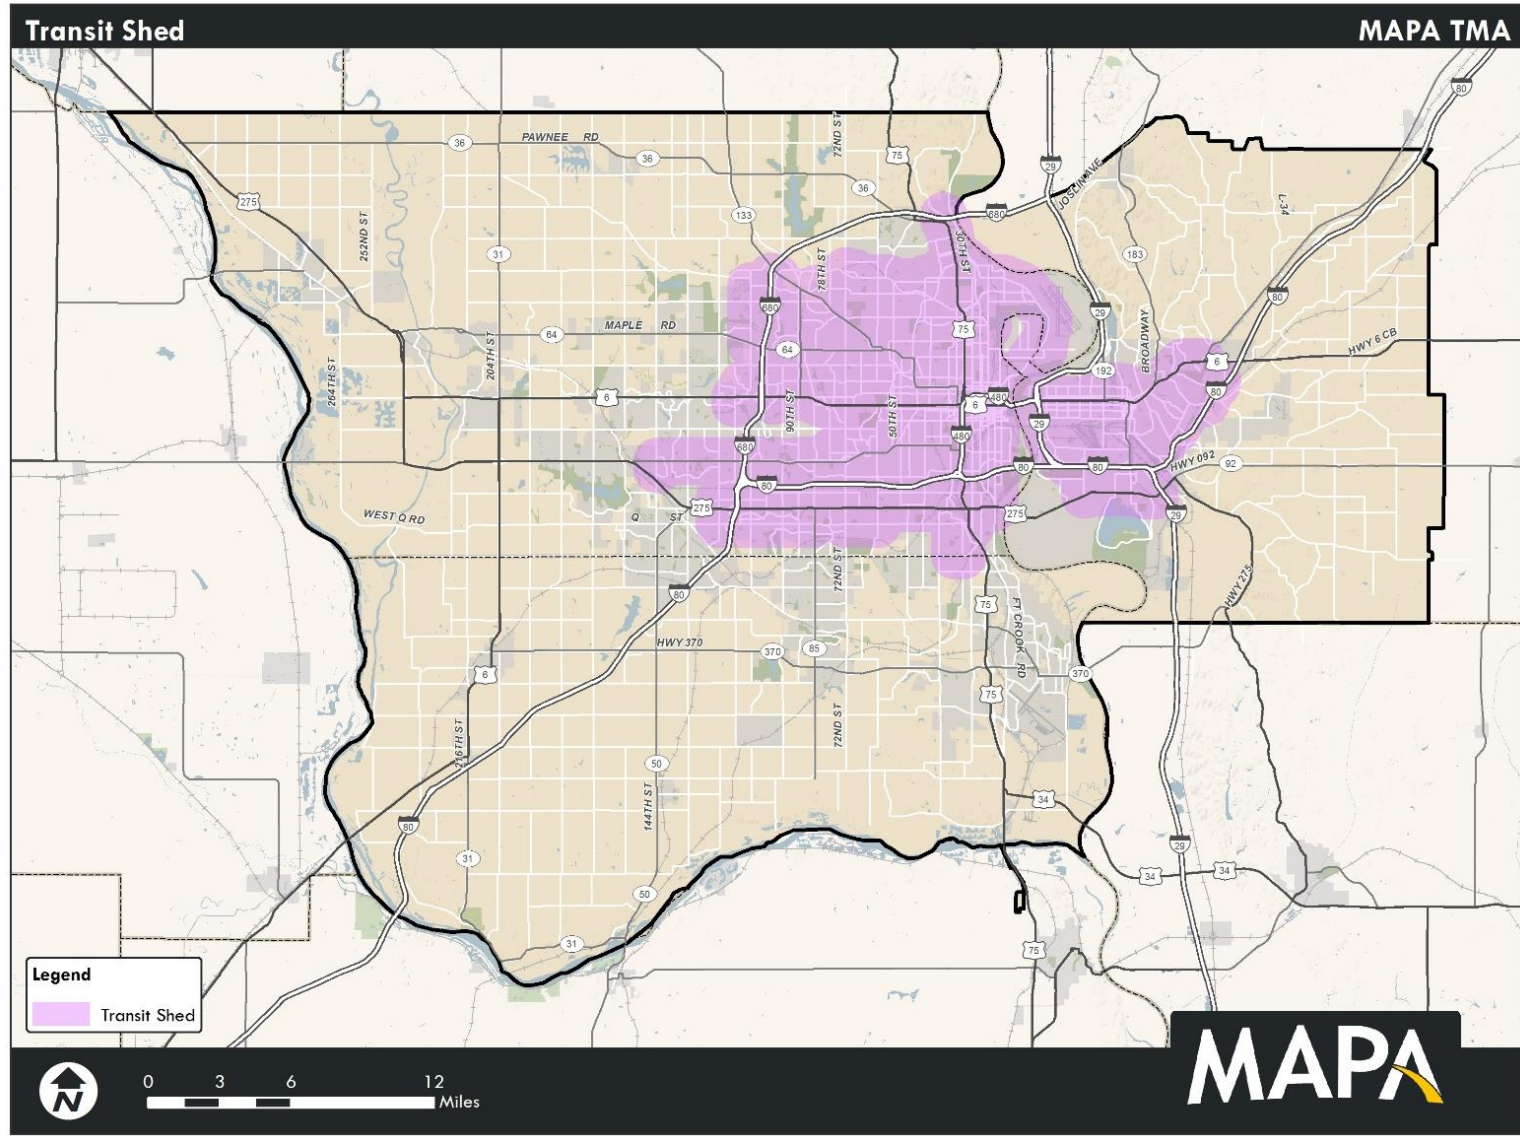 Transit Shed
MAPA TMA
80
PAWNEE RD
36
36
72ND ST
75
29
JOSLIN AVE
36
275
L-34
133
680
252ND ST
30TH ST
31
183
78TH ST
80
680
29
64
MAPLE RD
75
BROADWAY
204TH ST
64
HWY 6 CB
6
192
264TH ST
6
80
6
480
90TH ST
50TH ST
29
480
680
80
80
HWY 092
92
80
275
275
29
WEST Q RD
Q ST
72ND ST
80
75
FT CROOK RD
HWY 275
HWY 370
370
85
370
6
75
216TH ST
72ND ST
50
144TH ST
34
80
29
31
34
34
50
31
75
Legend
Transit Shed
MAPA
N
0 3 6 12
Miles